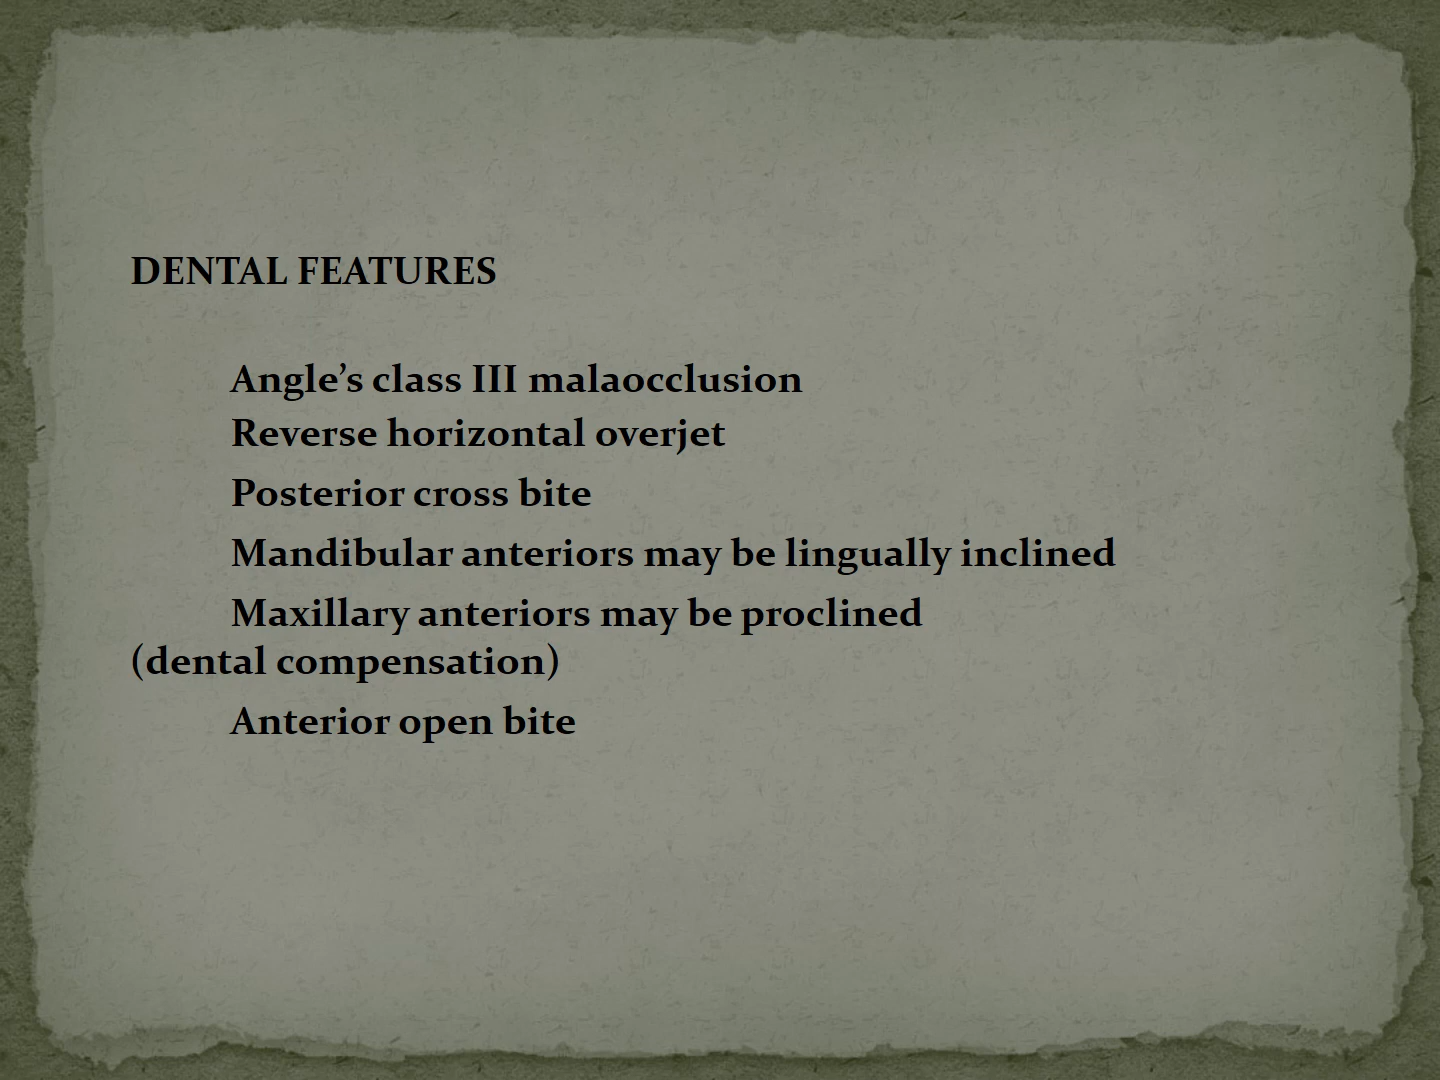 DENTAL FEATURES
Angle’s class III malaocclusion
Reverse horizontal overjet
Posterior cross bite
Mandibular anteriors may be lingually inclined
Maxillary anteriors may be proclined
(dental compensation)
Anterior open bite